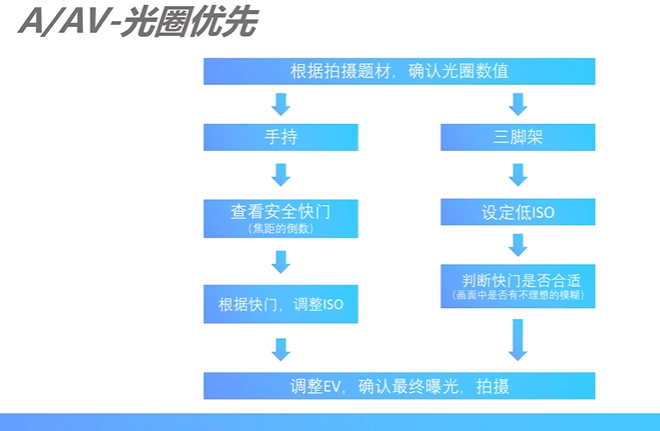 A/AV-光圈优先
根据拍摄题材，确认光圈数值
手持
三脚架
查看安全快门
（焦距的倒数）
设定低ISO
根据快门，调整ISO
判断快门是否合适
（画面中是否有不理想的模糊）
调整EV，确认最终曝光，拍摄